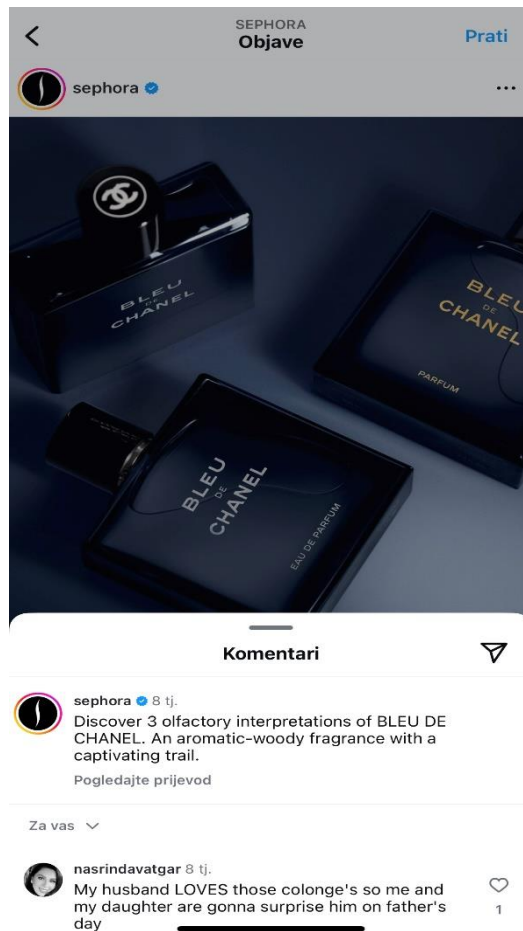 SEPHORA
Objave
Prati
sephora
BLEU
DE
CHANEL
BLEU
DE
CHANEL
PARFUM
BLEU
DE
CHANEL
EAU DE PARFUM
Komentari
sephora 8 tj.
Discover 3 olfactory interpretations of BLEU DE
CHANEL. An aromatic-woody fragrance with a
captivating trail.
Pogledajte prijevod
Za vas
nasrindavatgar 8 tj.
My husband LOVES those colonge's so me and
my daughter are gonna surprise him on father's
day
1